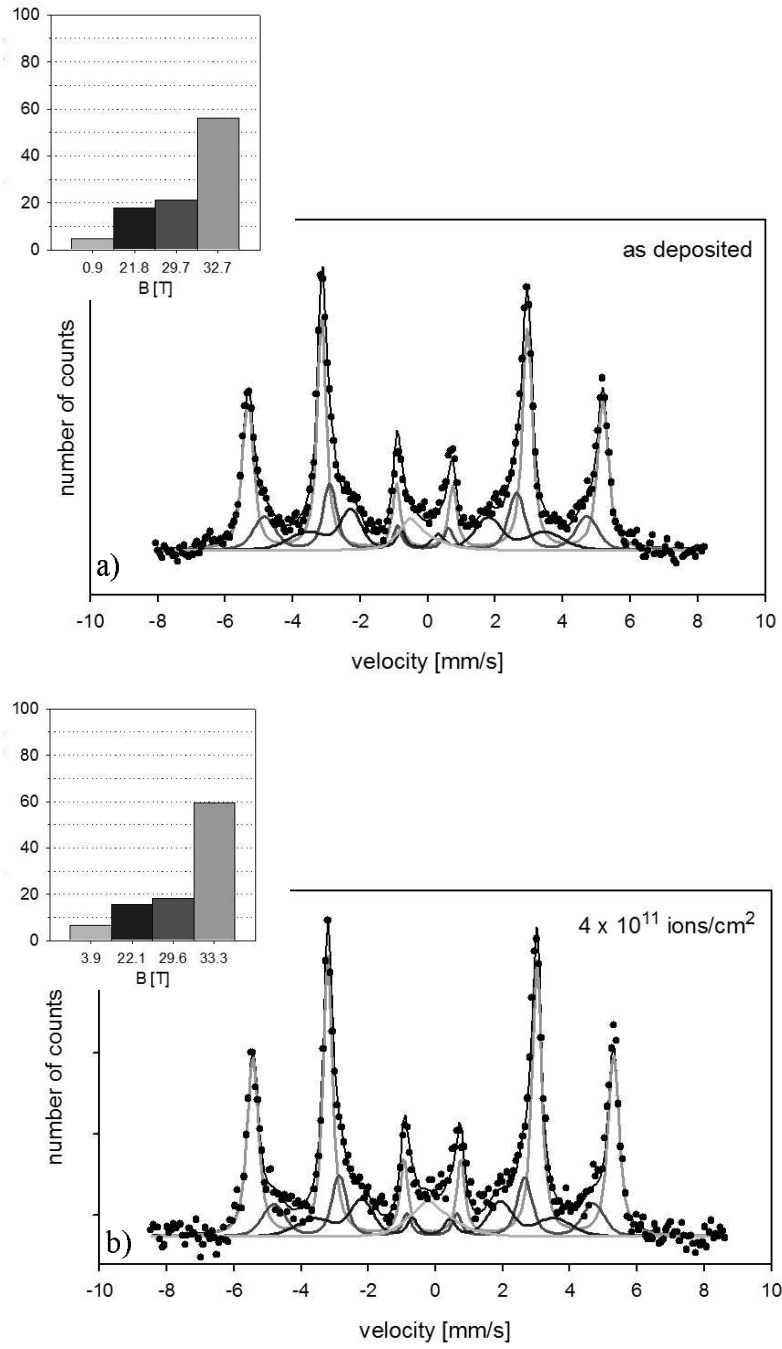 100
80
60
40
20
0
0.9 21.8 29.7 32.7
B [T]
as deposited
number of counts
a)
-10 -8 -6 -4 -2 0 2 4 6 8 10
velocity [mm/s]
100
80
60
40
20
0
3.9 22.1 29.6 33.3
B [T]
4 x 10¹¹ ions/cm²
number of counts
b)
-10 -8 -6 -4 -2 0 2 4 6 8 10
velocity [mm/s]